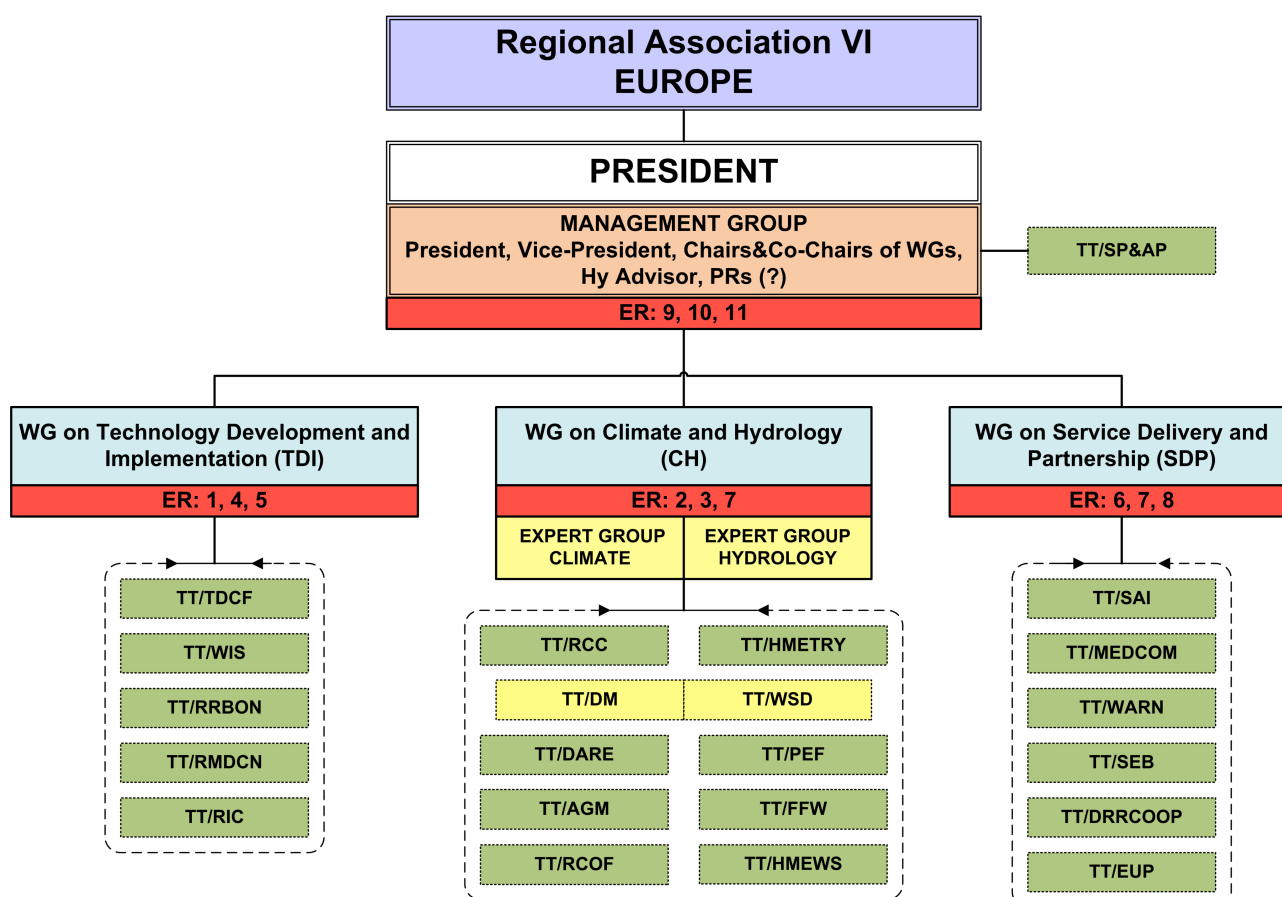 Regional Association VI
EUROPE
PRESIDENT
MANAGEMENT GROUP
President, Vice-President, Chairs&Co-Chairs of WGs,
Hy Advisor, PRs (?)
TT/SP&AP
ER: 9, 10, 11
WG on Technology Development and
Implementation (TDI)
ER: 1, 4, 5
TT/TDCF
TT/WIS
TT/RRBON
TT/RMDCN
TT/RIC
WG on Climate and Hydrology
(CH)
ER: 2, 3, 7
EXPERT GROUP
CLIMATE
EXPERT GROUP
HYDROLOGY
TT/RCC
TT/HMETRY
TT/DM
TT/WSD
TT/DARE
TT/PEF
TT/AGM
TT/FFW
TT/RCOF
TT/HMEWS
WG on Service Delivery and
Partnership (SDP)
ER: 6, 7, 8
TT/SAI
TT/MEDCOM
TT/WARN
TT/SEB
TT/DRRCOOP
TT/EUP